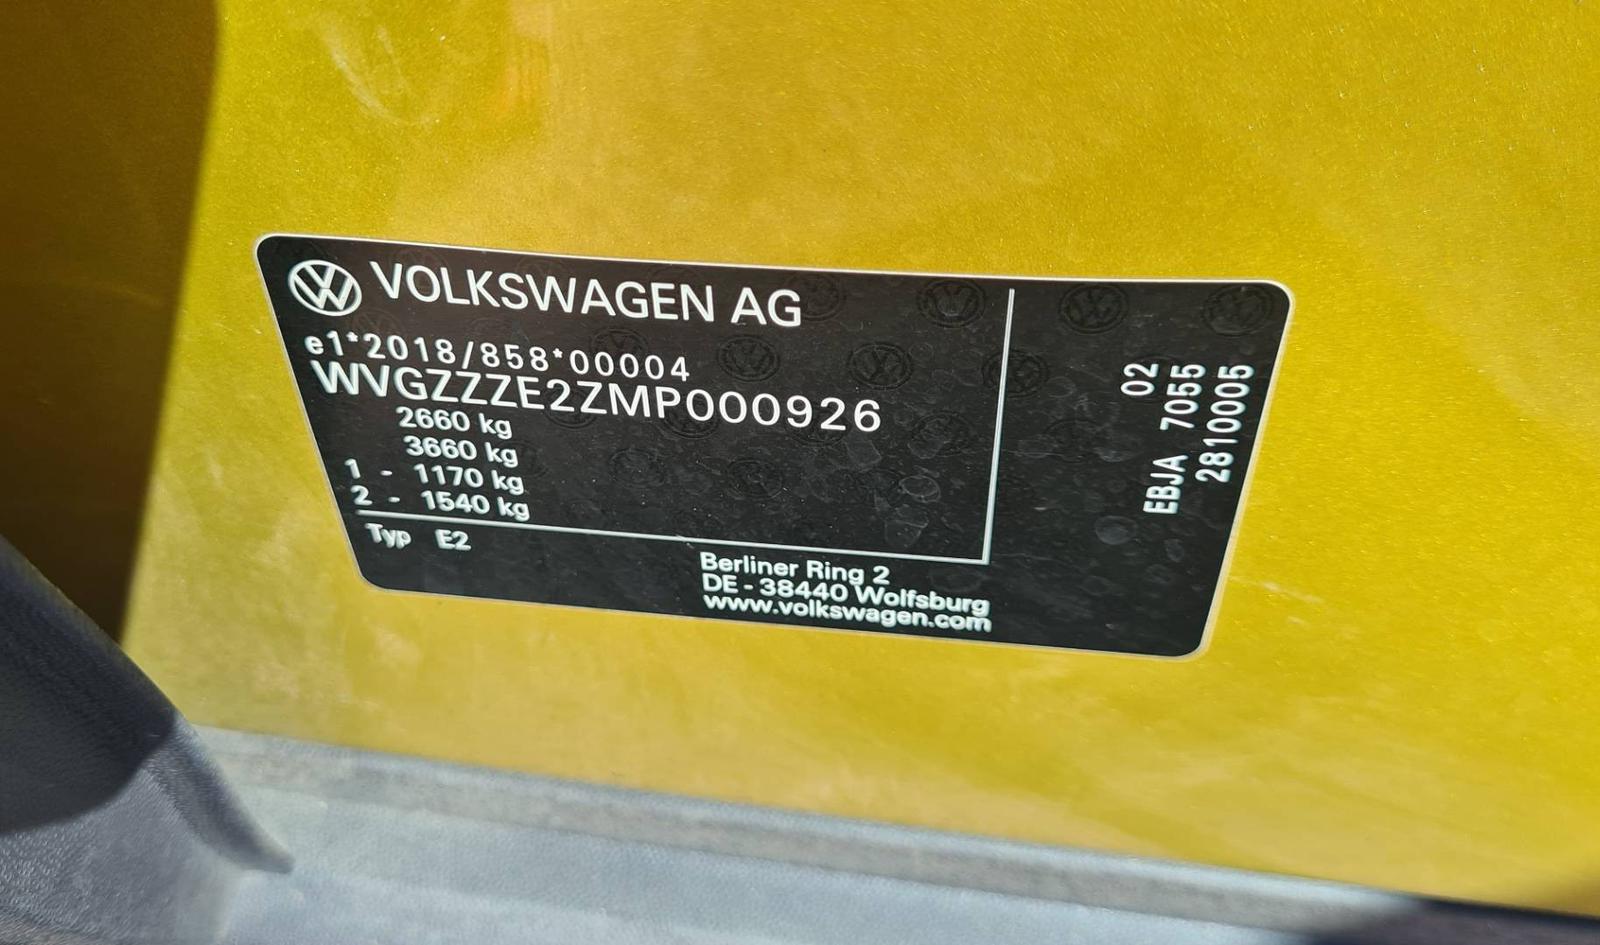 VOLKSWAGEN AG
e1*2018/858*00004
WVGZZZE2ZMP000926
2660 kg
3660 kg
1 - 1170 kg
2 - 1540 kg
Typ E2
Berliner Ring 2
DE - 38440 Wolfsburg
www.volkswagen.com
02
EBJA 7055
2810005